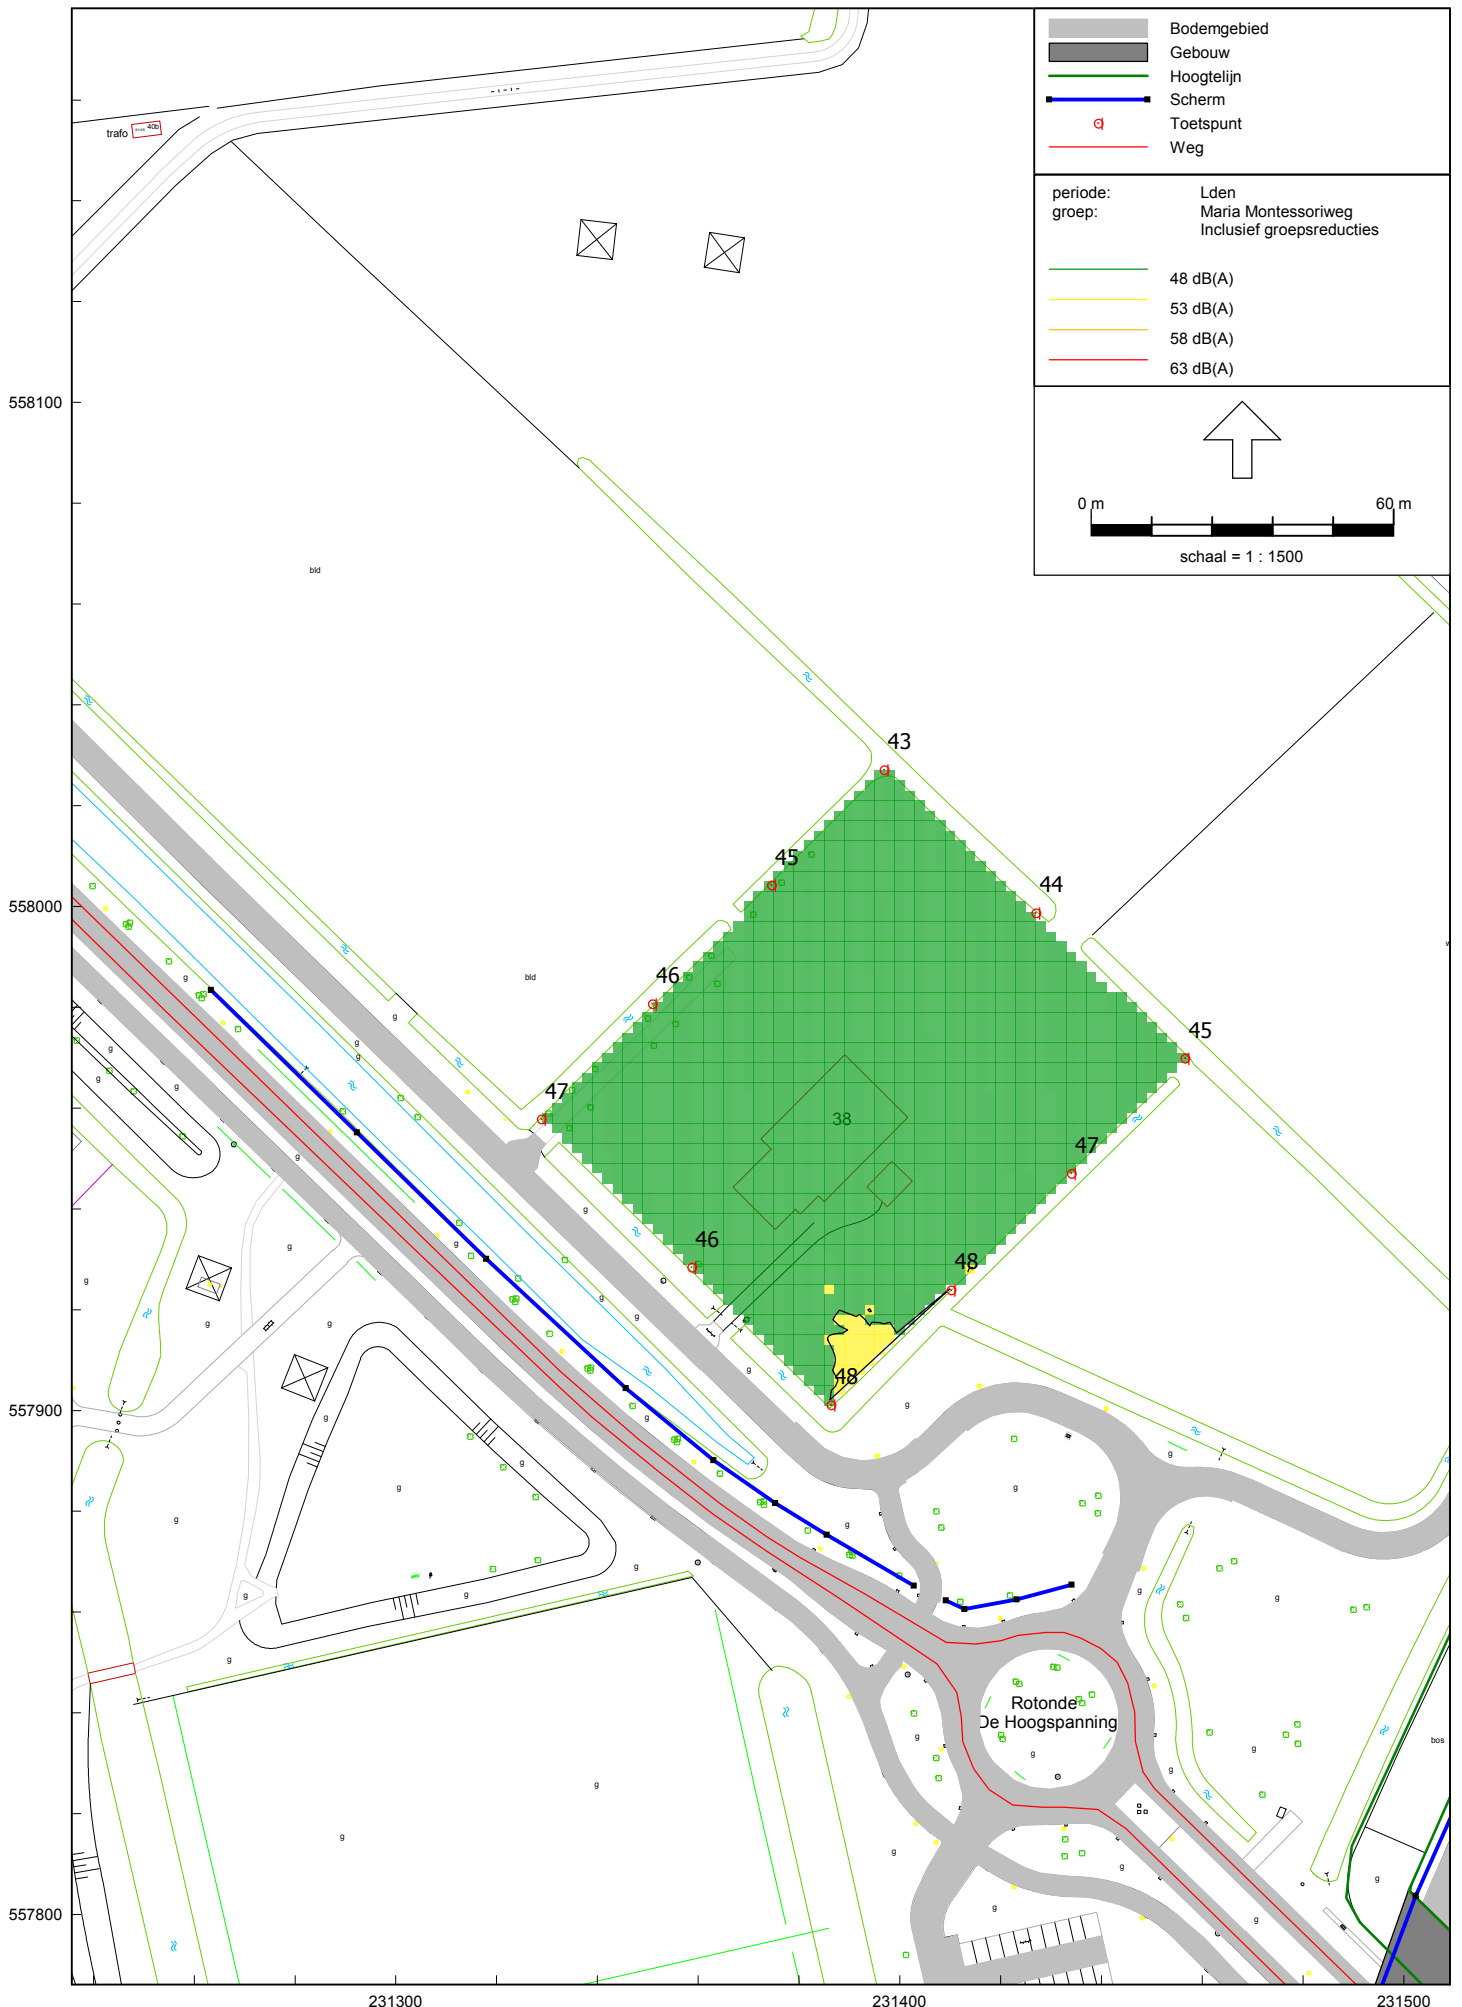 Bodemgebied
Gebouw
Hoogtelijn
Scherm
Toetspunt
Weg
periode: Lden
groep: Maria Montessoriweg
Inclusief groepsreducties
48 dB(A)
53 dB(A)
58 dB(A)
63 dB(A)
0 m 60 m
schaal = 1 : 1500
trafo
40b
558100
bld
43
45
44
558000
46
bld
45
47
38
47
46
48
48
557900
Rotonde
De Hoogspanning
bos
557800
231300
231400
231500